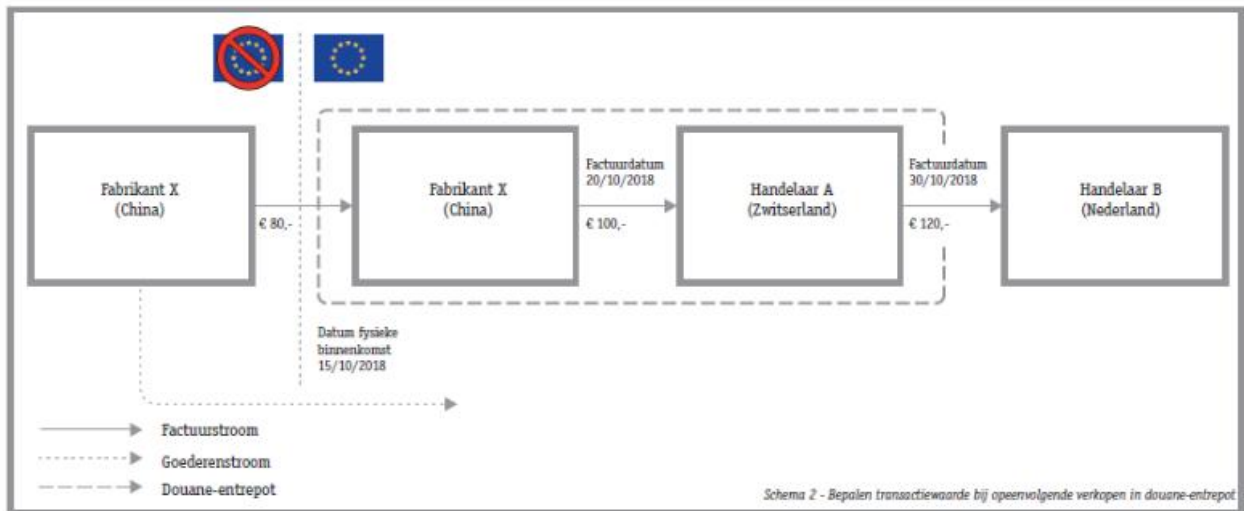 Fabrikant X
(China)
€ 80,-
Fabrikant X
(China)
Factuurdatum
20/10/2018
€ 100,-
Handelaar A
(Zwitserland)
Factuurdatum
30/10/2018
€ 120,-
Handelaar B
(Nederland)
Datum fysieke
binnenkomst
15/10/2018
Factuurstroom
Goederenstroom
Douane-entrepot
Schema 2 - Bepalen transactiewaarde bij opeenvolgende verkopen in douane-entrepot